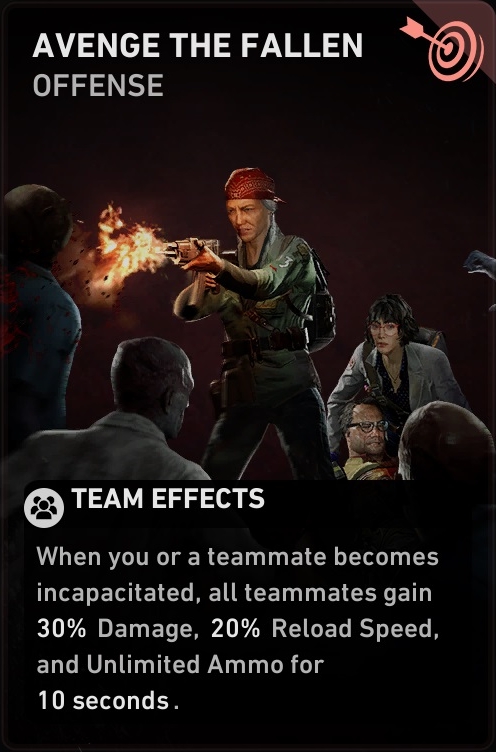 AVENGE THE FALLEN
OFFENSE
TEAM EFFECTS
When you or a teammate becomes
incapacitated, all teammates gain
30% Damage, 20% Reload Speed,
and Unlimited Ammo for
10 seconds.